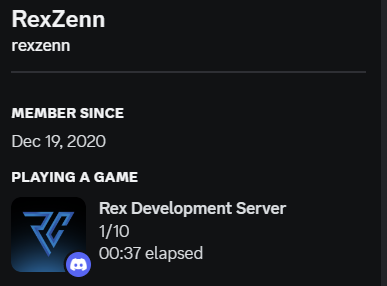 RexZenn
rexzenn
MEMBER SINCE
Dec 19, 2020
PLAYING A GAME
Rex Development Server
1/10
00:37 elapsed